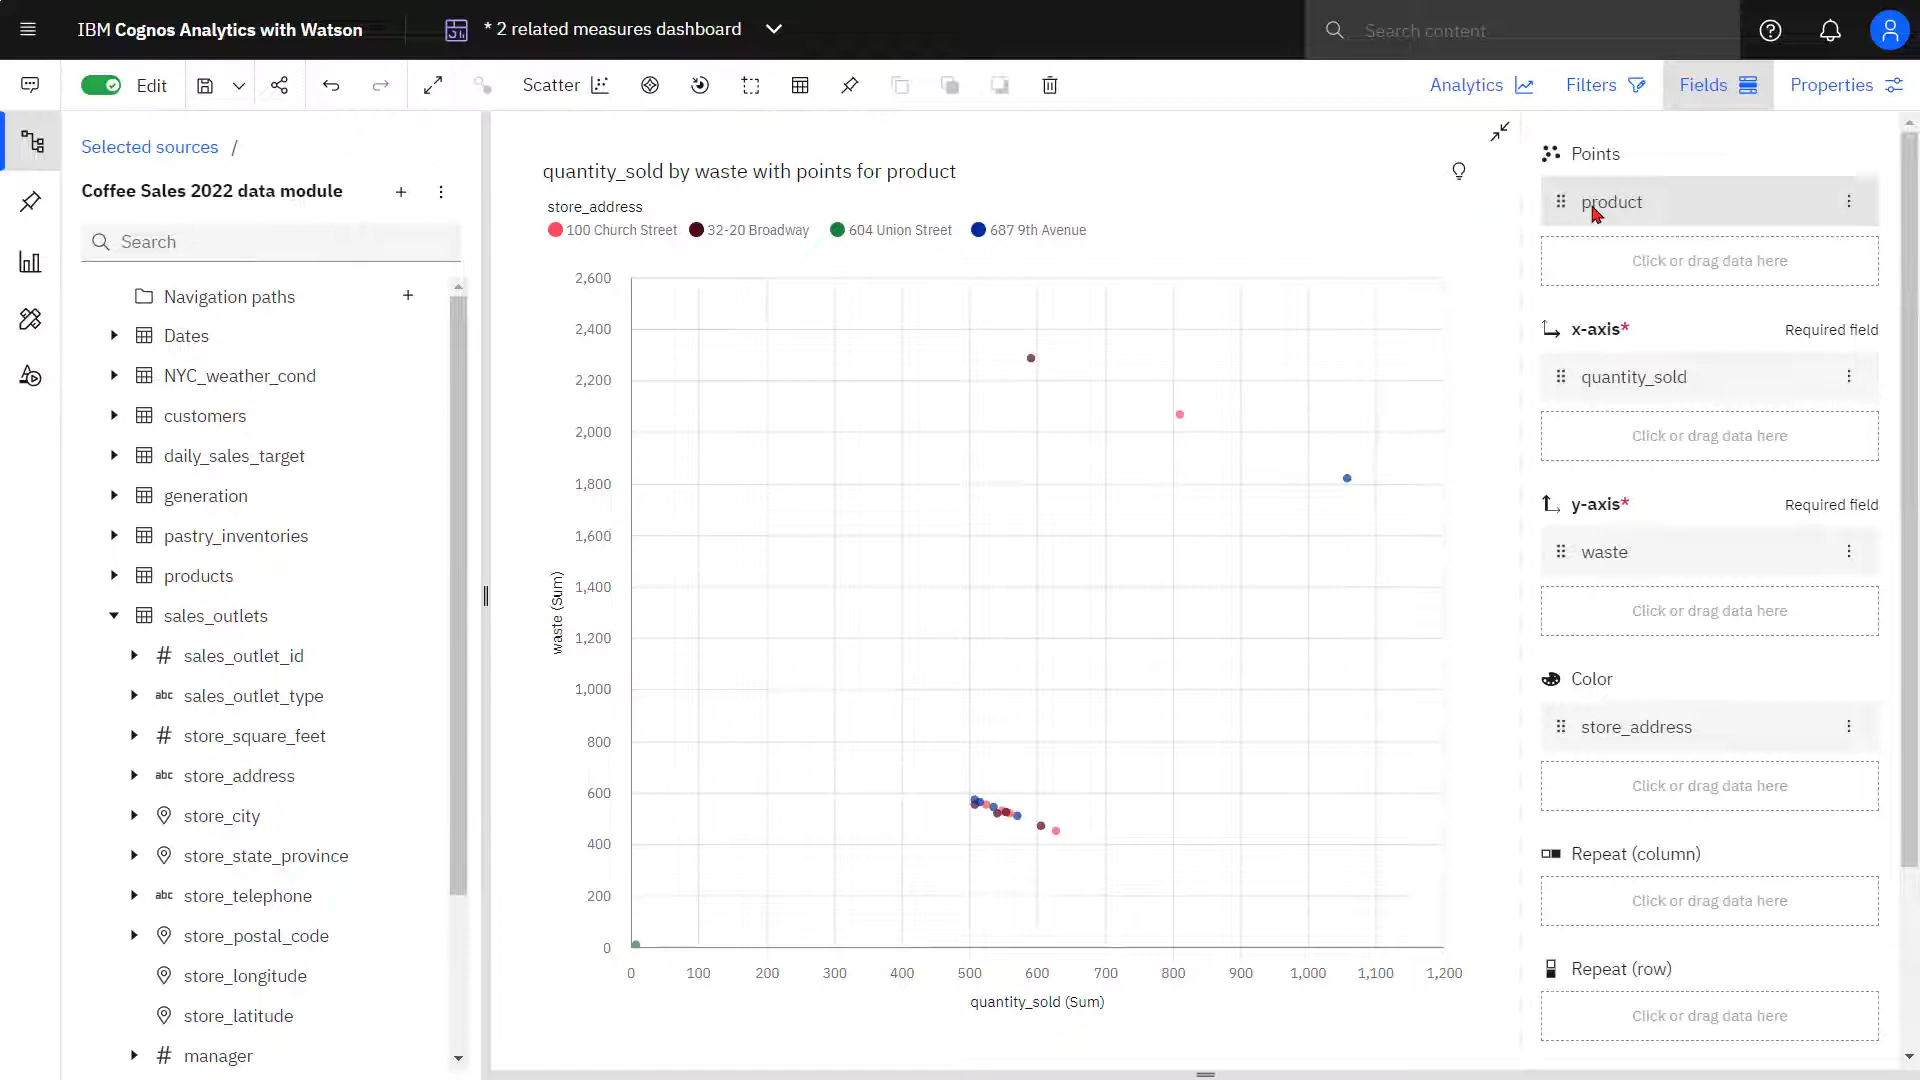 IBM Cognos Analytics with Watson
* 2 related measures dashboard
Search content
Edit
Scatter
Analytics
Filters
Fields
Properties
Selected sources /
Coffee Sales 2022 data module
Search
Navigation paths
Dates
NYC_weather_cond
customers
daily_sales_target
generation
pastry_inventories
products
sales_outlets
# sales_outlet_id
abc sales_outlet_type
# store_square_feet
abc store_address
store_city
store_state_province
abc store_telephone
store_postal_code
store_longitude
store_latitude
# manager
quantity_sold by waste with points for product
store_address
100 Church Street
32-20 Broadway
604 Union Street
687 9th Avenue
waste (Sum)
2,600
2,400
2,200
2,000
1,800
1,600
1,400
1,200
1,000
800
600
400
200
0
0 100 200 300 400 500 600 700 800 900 1,000 1,100 1,200
quantity_sold (Sum)
Points
product
Click or drag data here
x-axis* Required field
quantity_sold
Click or drag data here
y-axis* Required field
waste
Click or drag data here
Color
store_address
Click or drag data here
Repeat (column)
Click or drag data here
Repeat (row)
Click or drag data here